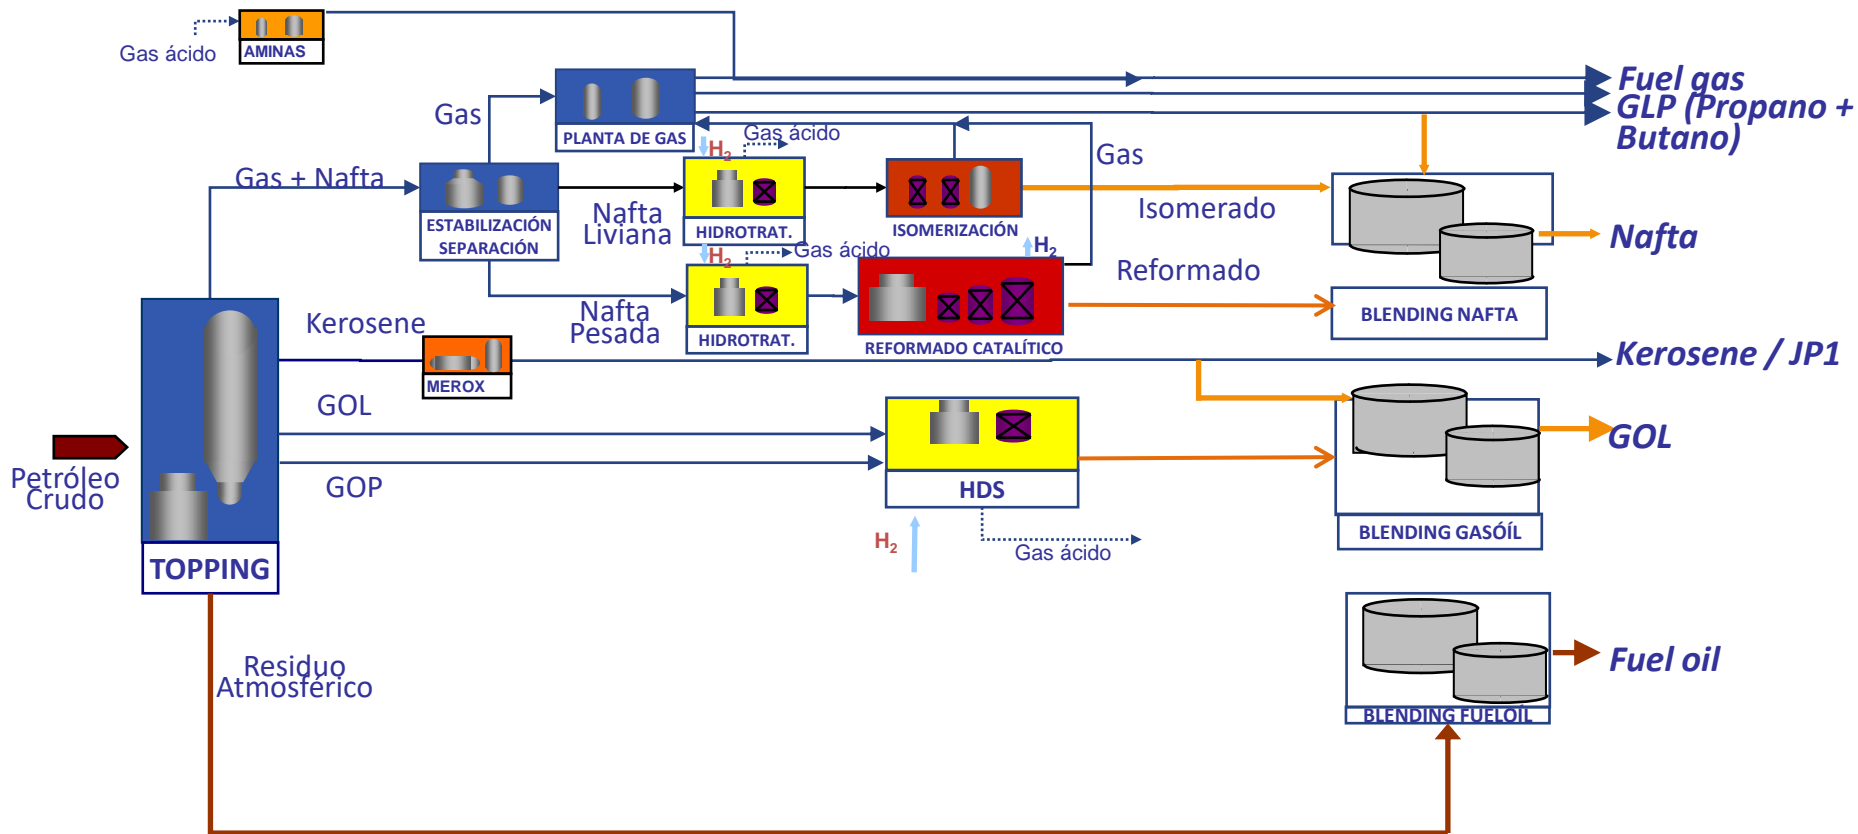 Gas ácido
AMINAS
Fuel gas
GLP (Propano +
Butano)
Gas
PLANTA DE GAS
H₂
Gas ácido
Gas
Gas + Nafta
ESTABILIZACIÓN
SEPARACIÓN
Nafta
Liviana
HIDROTRAT.
ISOMERIZACIÓN
Isomerado
Nafta
H₂
Gas ácido
H₂
Reformado
Nafta
Pesada
HIDROTRAT.
REFORMADO CATALÍTICO
BLENDING NAFTA
Kerosene
MEROX
Kerosene / JP1
GOL
GOL
Petróleo
Crudo
GOP
HDS
H₂
Gas ácido
BLENDING GASÓIL
TOPPING
Residuo
Atmosférico
Fuel oil
BLENDING FUELOIL